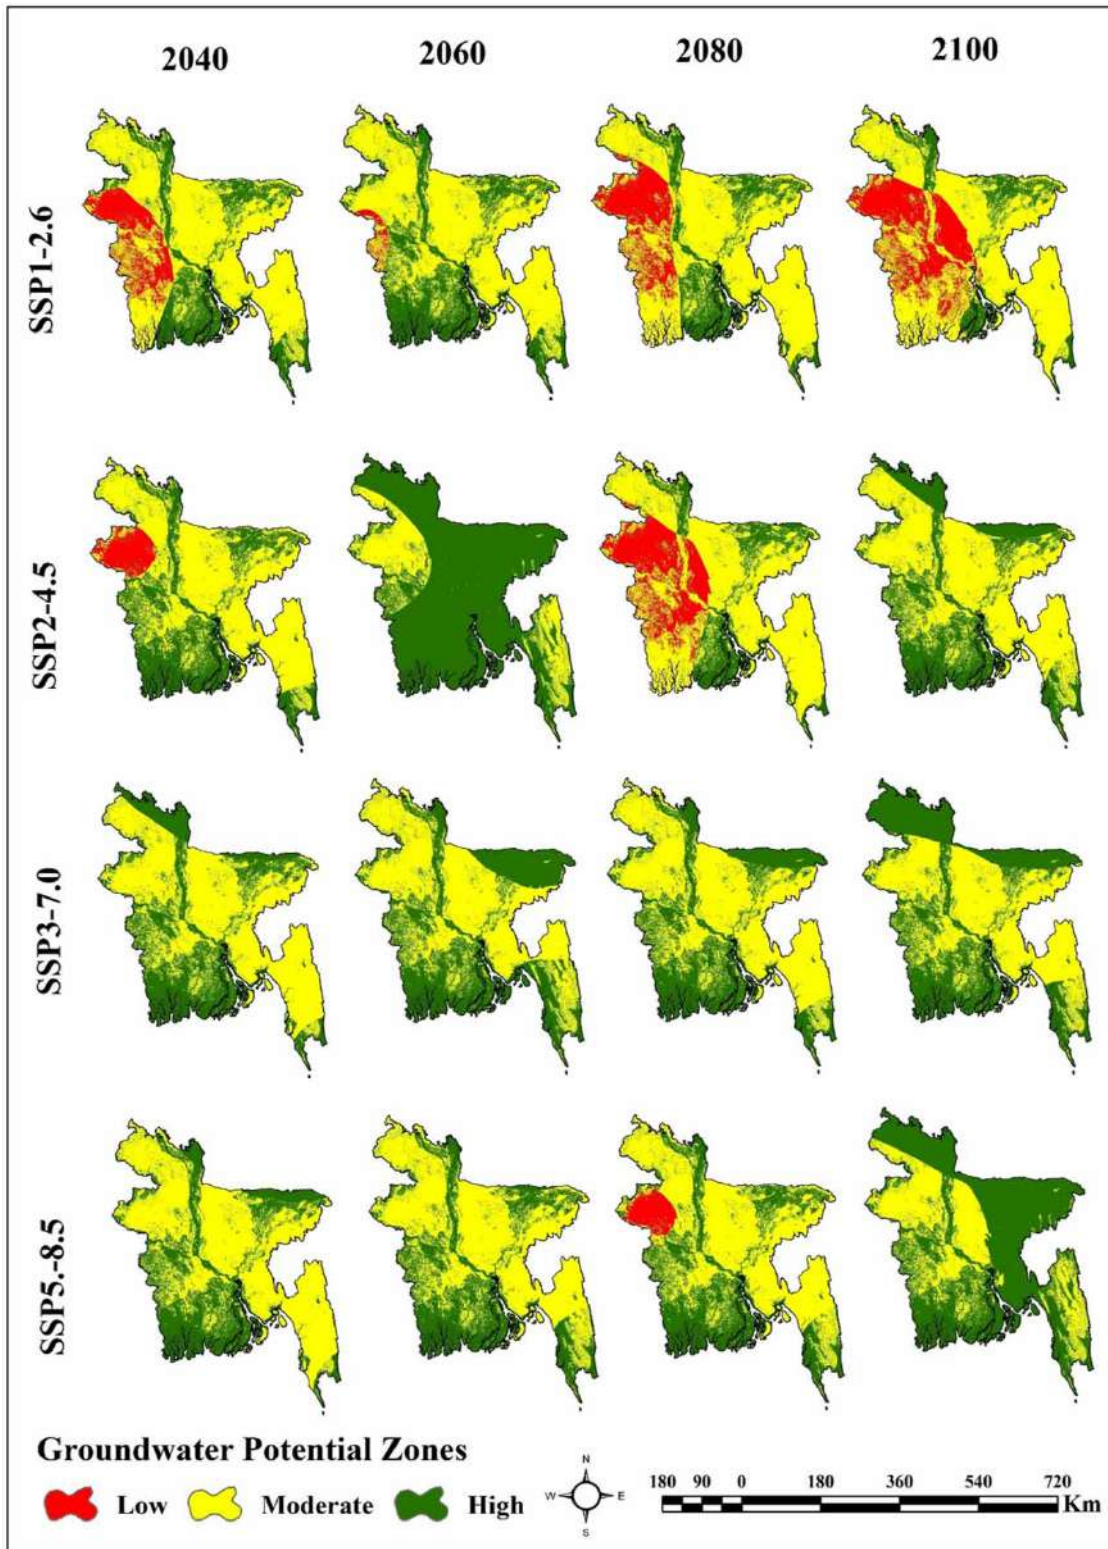 2040 2060 2080 2100
SSP1-2.6
SSP2-4.5
SSP3-7.0
SSP5.-8.5
Groundwater Potential Zones
Low Moderate High
N
W E
S
180 90 0 180 360 540 720
Km